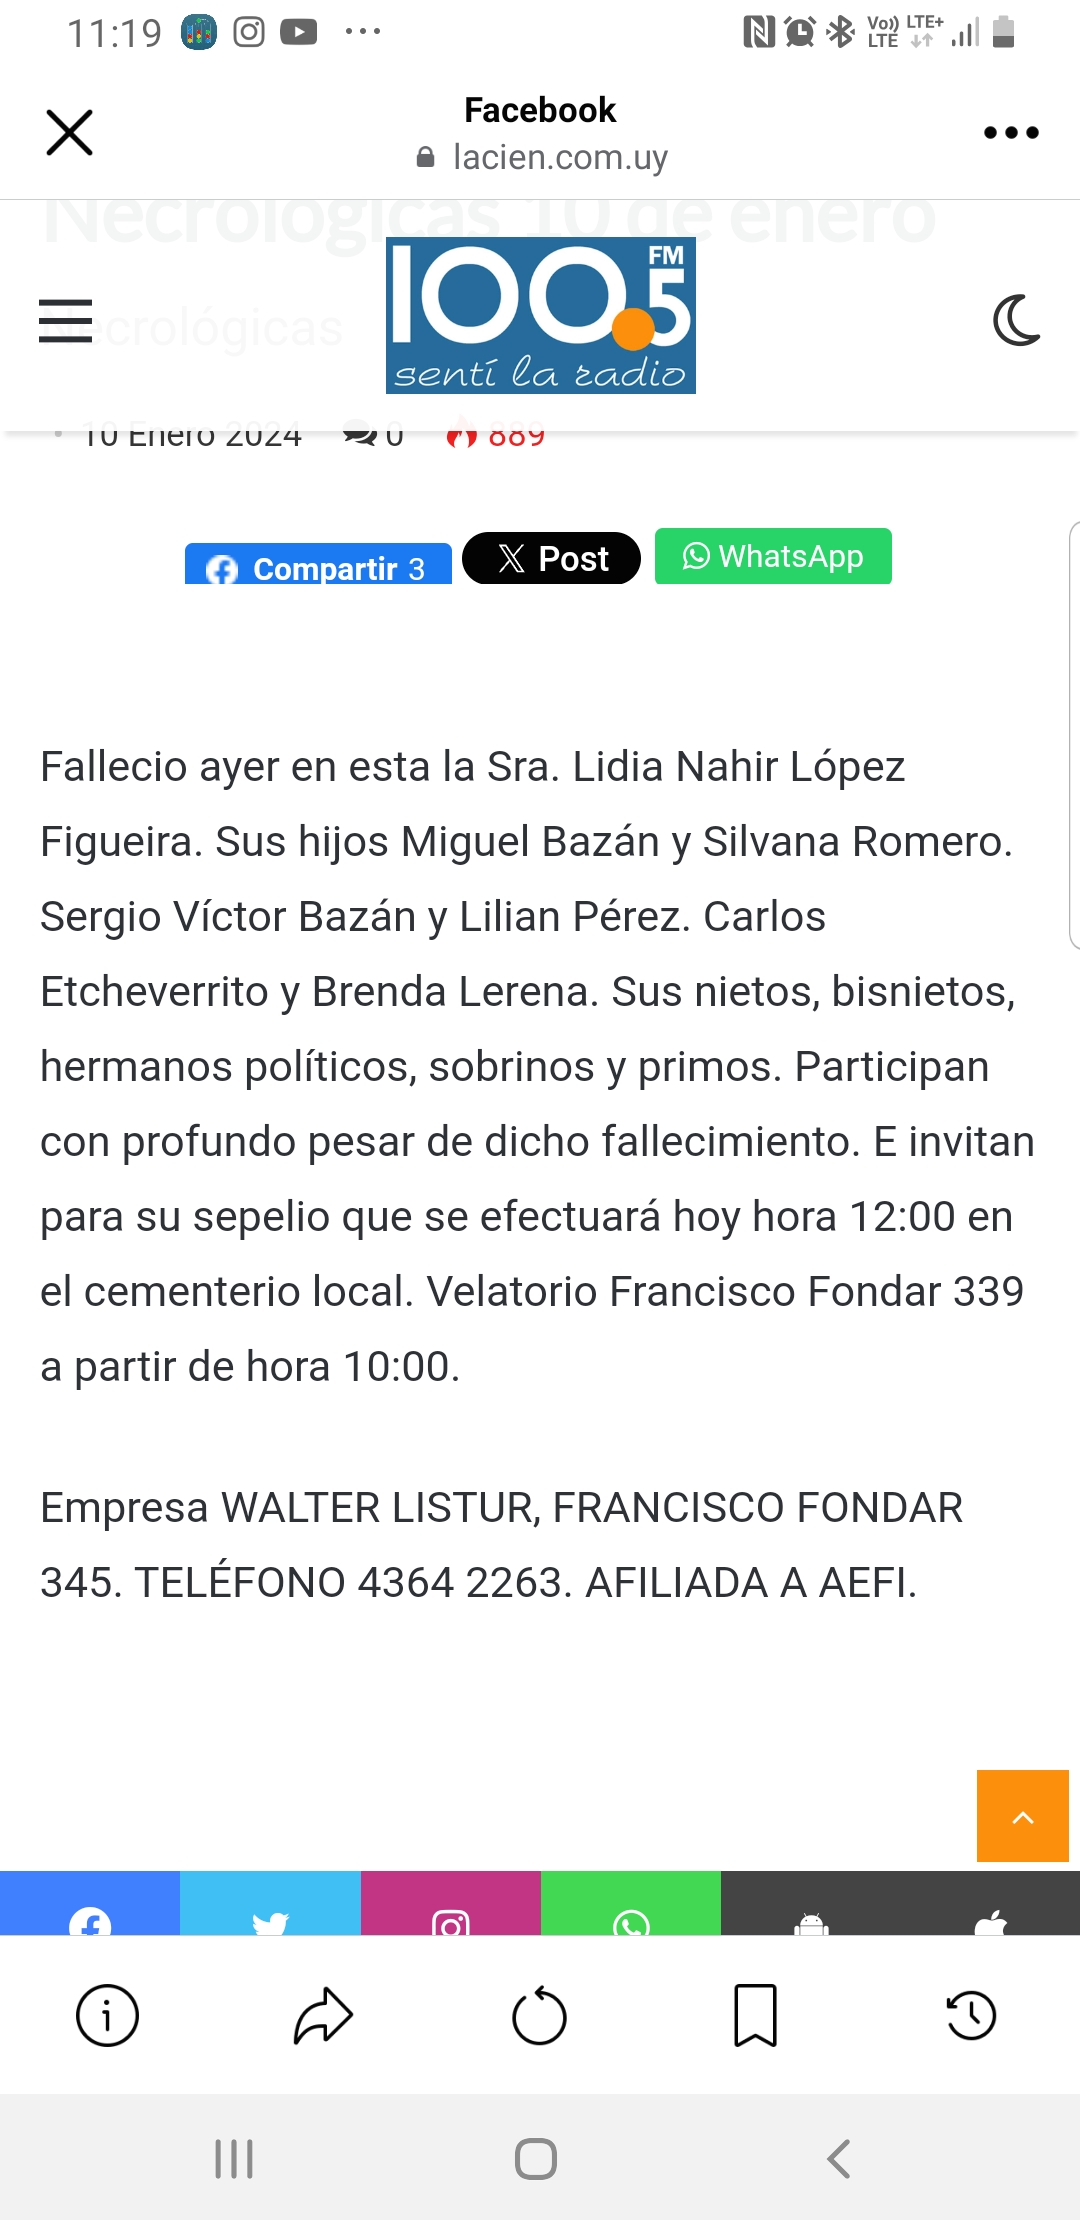 11:19
Vo)) LTE+
LTE
Facebook
lacien.com.uy
Necrológicas 10 de enero
100.5 FM
sentí la radio
Necrológicas
10 Enero 2024 0 889
Compartir 3
Post
WhatsApp
Fallecio ayer en esta la Sra. Lidia Nahir López
Figueira. Sus hijos Miguel Bazán y Silvana Romero.
Sergio Víctor Bazán y Lilian Pérez. Carlos
Etcheverrito y Brenda Lerena. Sus nietos, bisnietos,
hermanos políticos, sobrinos y primos. Participan
con profundo pesar de dicho fallecimiento. E invitan
para su sepelio que se efectuará hoy hora 12:00 en
el cementerio local. Velatorio Francisco Fondar 339
a partir de hora 10:00.
Empresa WALTER LISTUR, FRANCISCO FONDAR
345. TELÉFONO 4364 2263. AFILIADA A AEFI.